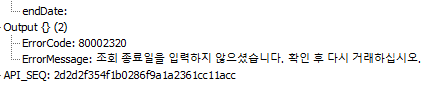 endDate:
Output {} (2)
ErrorCode: 80002320
ErrorMessage: 조회 종료일을 입력하지 않으셨습니다. 확인 후 다시 거래하십시오.
API_SEQ: 2d2d2f354f1b0286f9a1a2361cc11acc